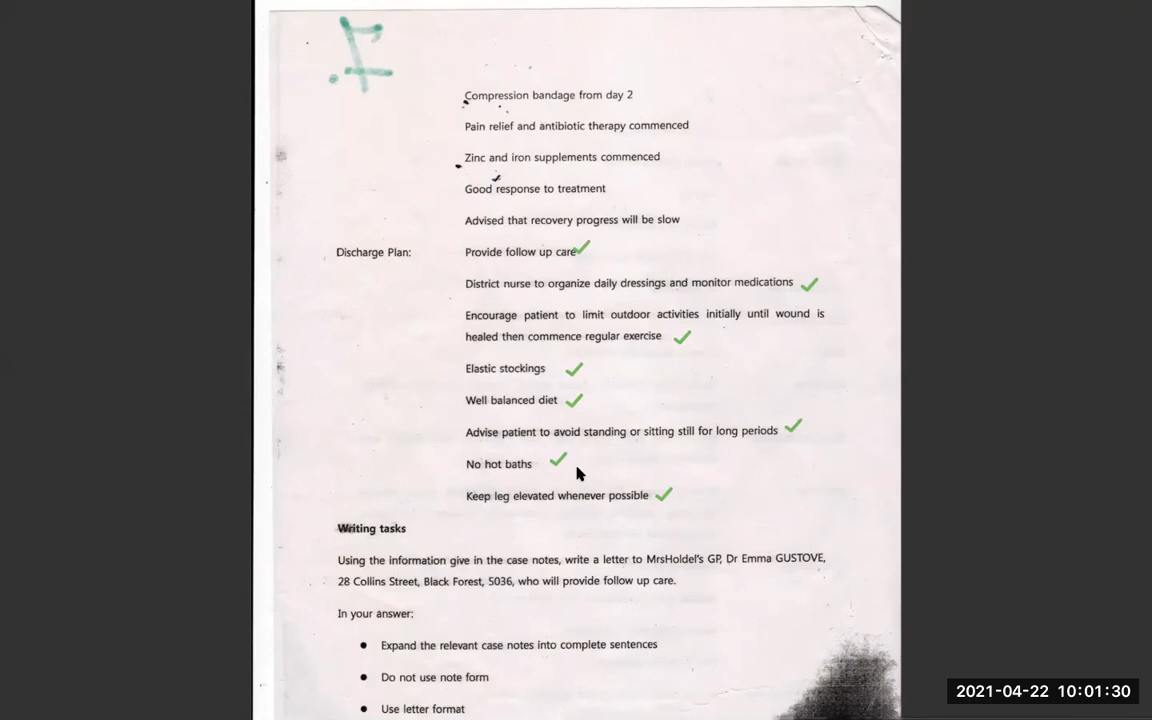 Compression bandage from day 2
Pain relief and antibiotic therapy commenced
Zinc and iron supplements commenced
Good response to treatment
Advised that recovery progress will be slow
Discharge Plan: Provide follow up care
District nurse to organize daily dressings and monitor medications
Encourage patient to limit outdoor activities initially until wound is
healed then commence regular exercise
Elastic stockings
Well balanced diet
Advise patient to avoid standing or sitting still for long periods
No hot baths
Keep leg elevated whenever possible
Writing tasks
Using the information give in the case notes, write a letter to MrsHoldel's GP, Dr Emma GUSTOVE,
28 Collins Street, Black Forest, 5036, who will provide follow up care.
In your answer:
● Expand the relevant case notes into complete sentences
● Do not use note form
● Use letter format
2021-04-22 10:01:30